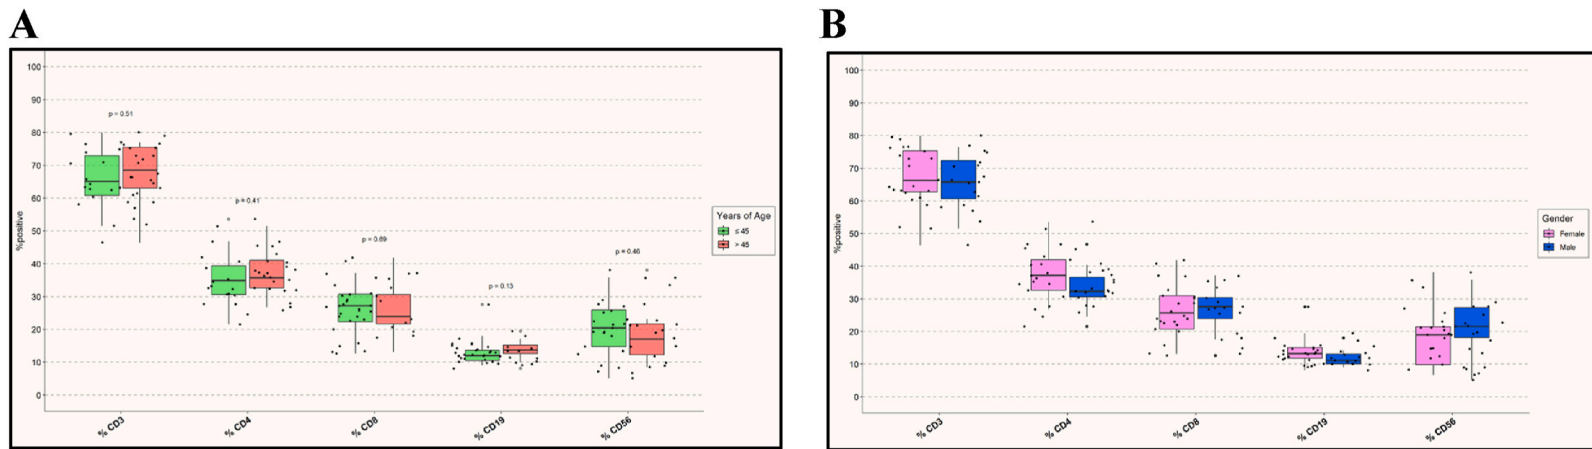 A
B
100
90
80
70
60
50
40
30
20
10
0
%positive
p = 0.51
p = 0.41
p = 0.69
p = 0.13
p = 0.46
% CD3
% CD4
% CD8
% CD19
% CD56
Years of Age
≤ 45
> 45
100
90
80
70
60
50
40
30
20
10
0
%positive
% CD3
% CD4
% CD8
% CD19
% CD56
Gender
Female
Male